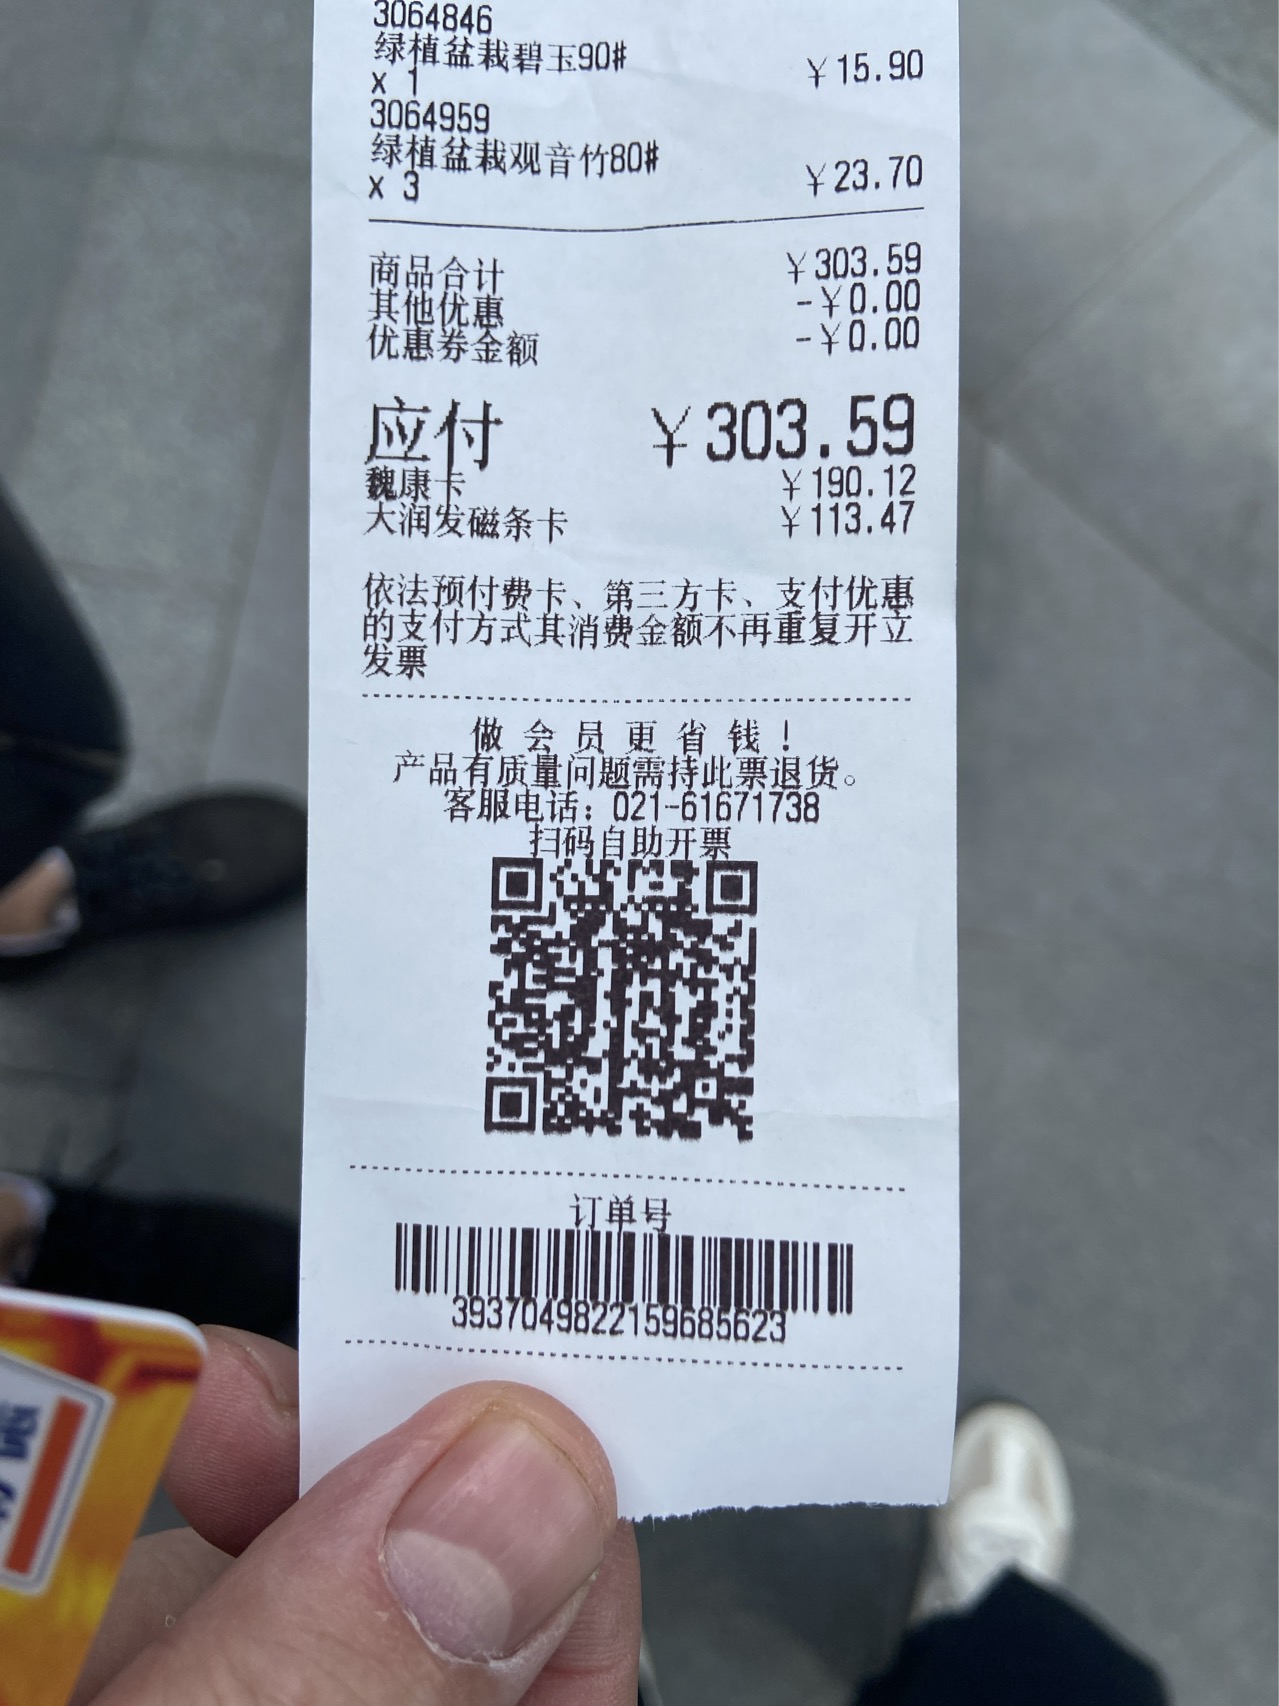 3064846
绿植盆栽碧玉90# ￥15.90
x 1
3064959
绿植盆栽观音竹80# ￥23.70
x 3
商品合计 ￥303.59
其他优惠 -￥0.00
优惠券金额 -￥0.00
应付 ￥303.59
魏康卡 ￥190.12
大润发磁条卡 ￥113.47
依法预付费卡、第三方卡、支付优惠
的支付方式其消费金额不再重复开立
发票
做会员更省钱！
产品有质量问题需持此票退货。
客服电话：021-61671738
扫码自助开票
订单号
3937049822159685623